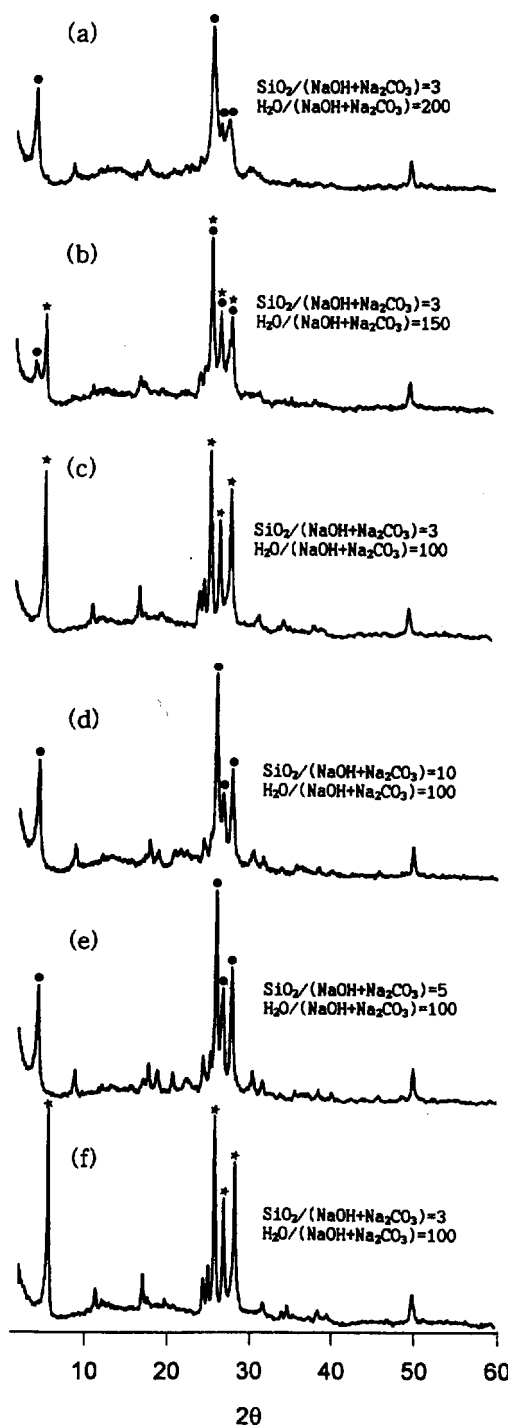 (a)
SiO₂/(NaOH+Na₂CO₃)=3
H₂O/(NaOH+Na₂CO₃)=200
(b)
SiO₂/(NaOH+Na₂CO₃)=3
H₂O/(NaOH+Na₂CO₃)=150
(c)
SiO₂/(NaOH+Na₂CO₃)=3
H₂O/(NaOH+Na₂CO₃)=100
(d)
SiO₂/(NaOH+Na₂CO₃)=10
H₂O/(NaOH+Na₂CO₃)=100
(e)
SiO₂/(NaOH+Na₂CO₃)=5
H₂O/(NaOH+Na₂CO₃)=100
(f)
SiO₂/(NaOH+Na₂CO₃)=3
H₂O/(NaOH+Na₂CO₃)=100
10 20 30 40 50 60
2θ